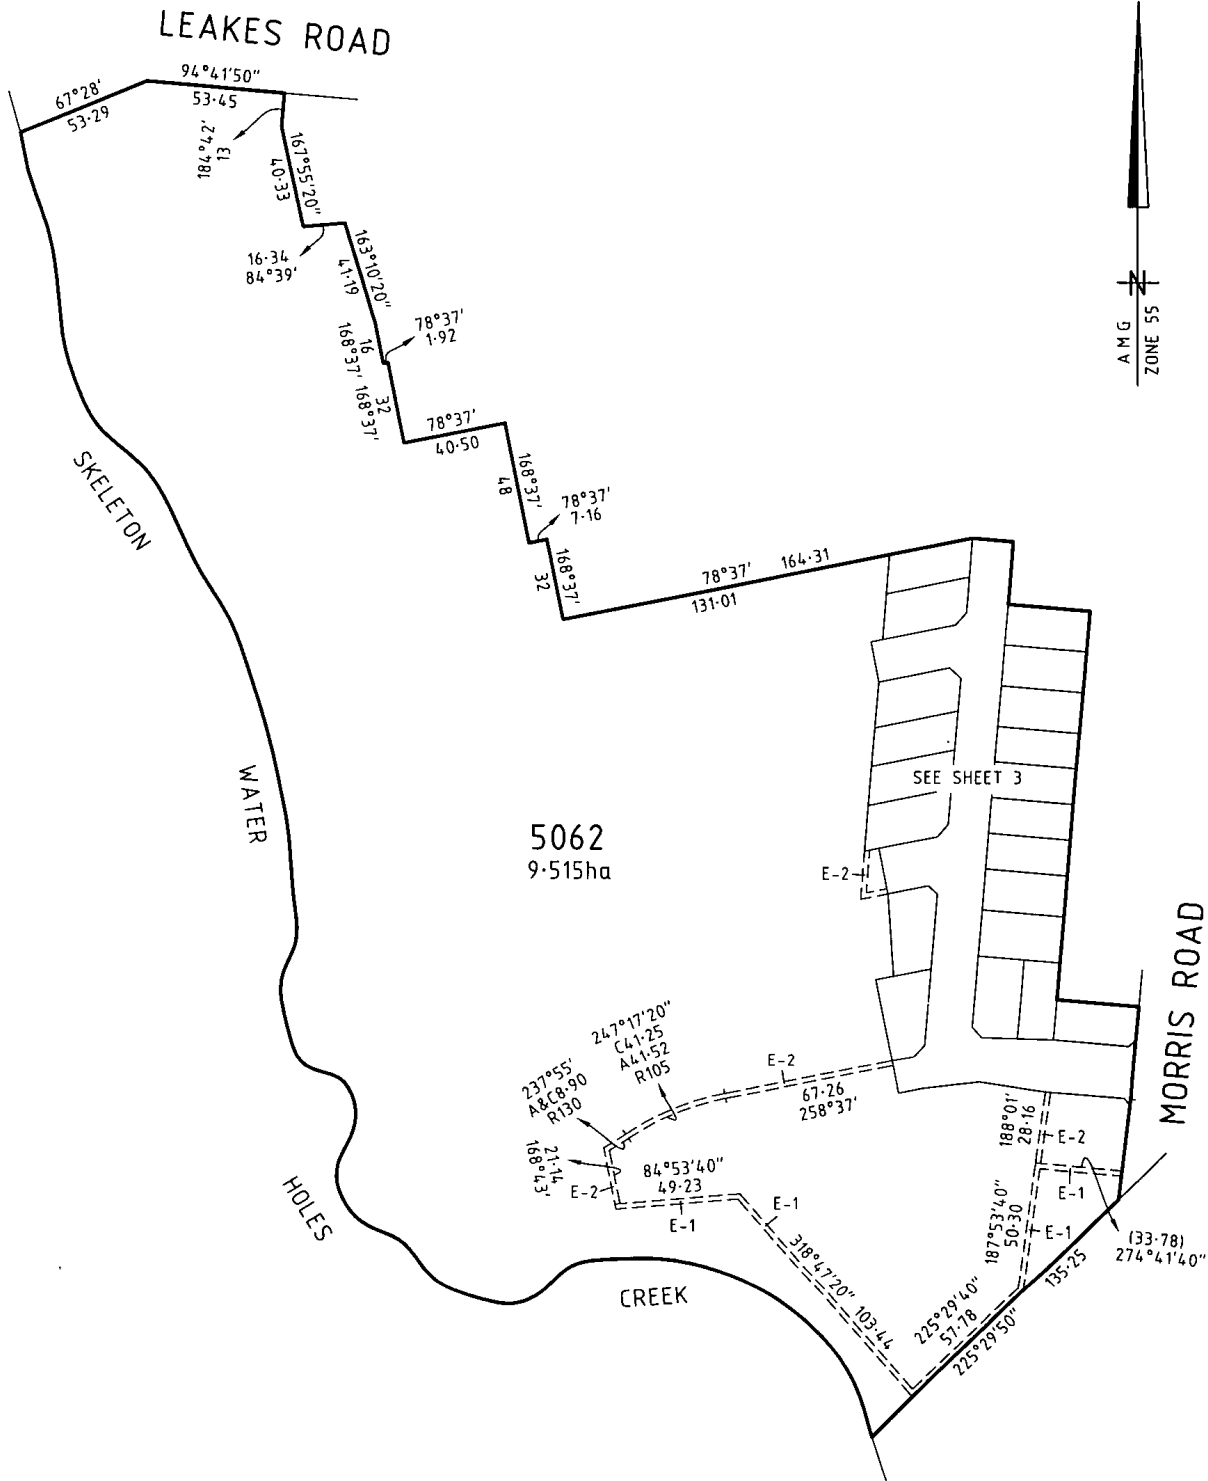 LEAKES ROAD
94°41'50"
53·45
67°28'
53·29
184°42'
13
167°55'20"
40·33
16·34
84°39'
163°10'20"
41·19
78°37'
1·92
16
168°37'
32
168°37'
78°37'
40·50
168°37'
48
78°37'
7·16
168°37'
32
78°37'
164·31
131·01
AMG
ZONE 55
N
SKELETON
WATER
HOLES
CREEK
SEE SHEET 3
5062
9·515ha
E-2
MORRIS ROAD
247°17'20"
C41·25
A41·52
R105
237°55'
A&C8·90
R130
E-2
67·26
258°37'
21·14
168°43'
E-2
84°53'40"
49·23
E-1
E-1
318°47'20"
103·44
188°01'
28·16
E-2
E-1
187°53'40"
50·30
E-1
(33·78)
274°41'40"
225°29'40"
57·78
135·25
225°29'50"